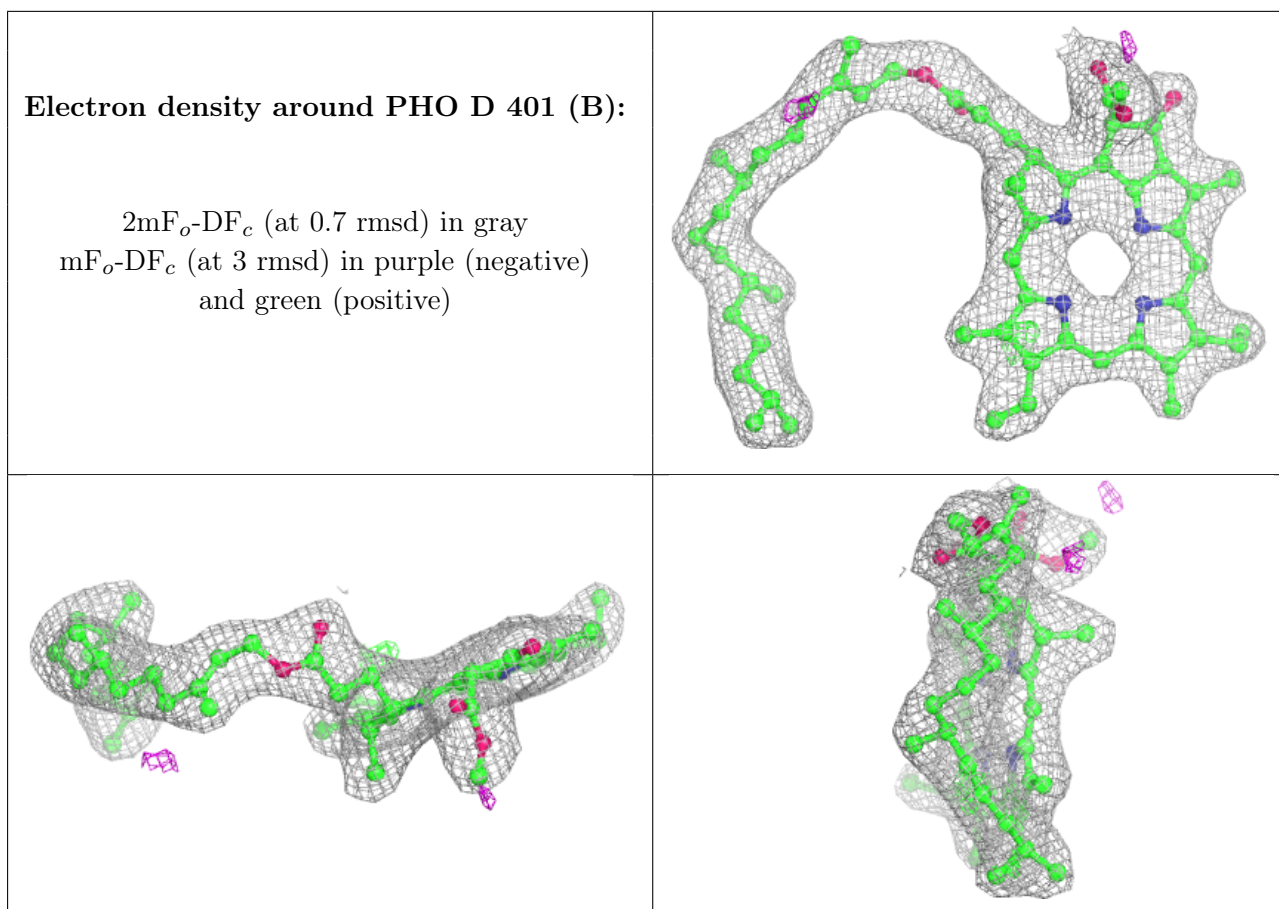 Electron density around PHO D 401 (B):
2mFₒ-DF𝒸 (at 0.7 rmsd) in gray
mFₒ-DF𝒸 (at 3 rmsd) in purple (negative)
and green (positive)